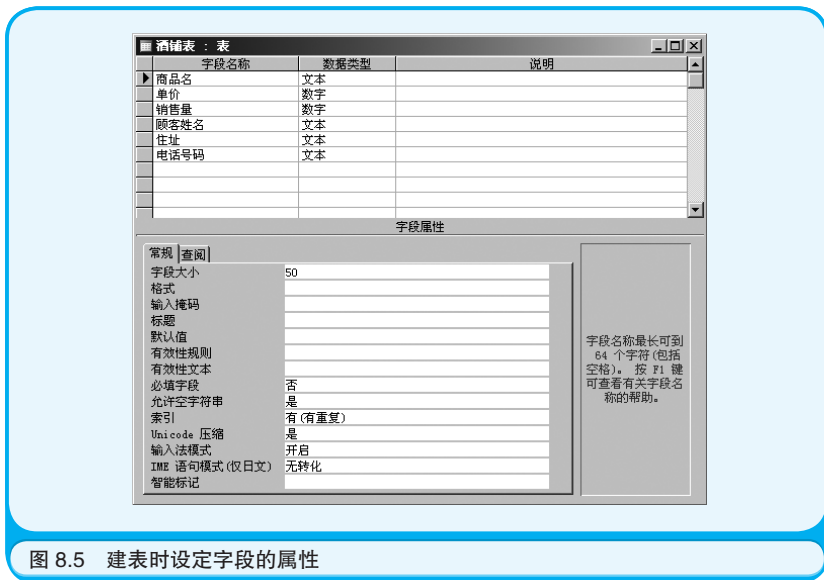 酒铺表 : 表
字段名称 数据类型 说明
商品名 文本
单价 数字
销售量 数字
顾客姓名 文本
住址 文本
电话号码 文本
字段属性
常规 查阅
字段大小 50
格式
输入掩码
标题
默认值
有效性规则
有效性文本
必填字段 否
允许空字符串 是
索引 有(有重复)
Unicode 压缩 是
输入法模式 开启
IME 语句模式(仅日文) 无转化
智能标记
字段名称最长可到
64 个字符(包括
空格)。 按 F1 键
可查看有关字段名
称的帮助。
图 8.5 建表时设定字段的属性